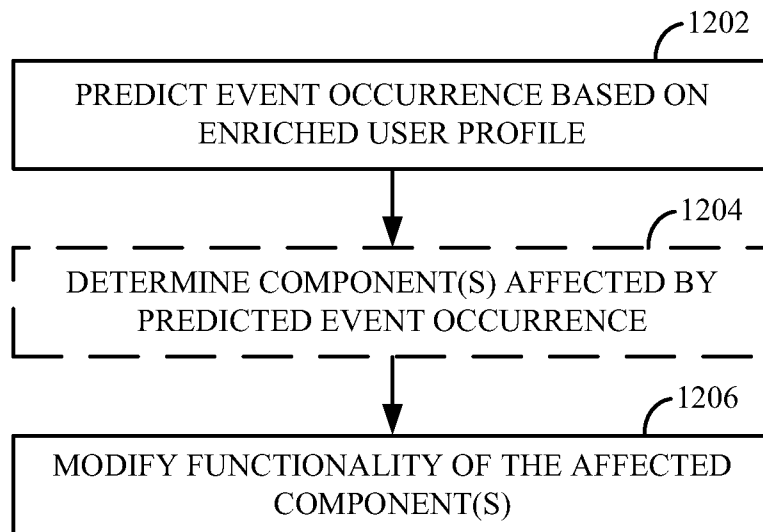 1202
PREDICT EVENT OCCURRENCE BASED ON
ENRICHED USER PROFILE
1204
DETERMINE COMPONENT(S) AFFECTED BY
PREDICTED EVENT OCCURRENCE
1206
MODIFY FUNCTIONALITY OF THE AFFECTED
COMPONENT(S)